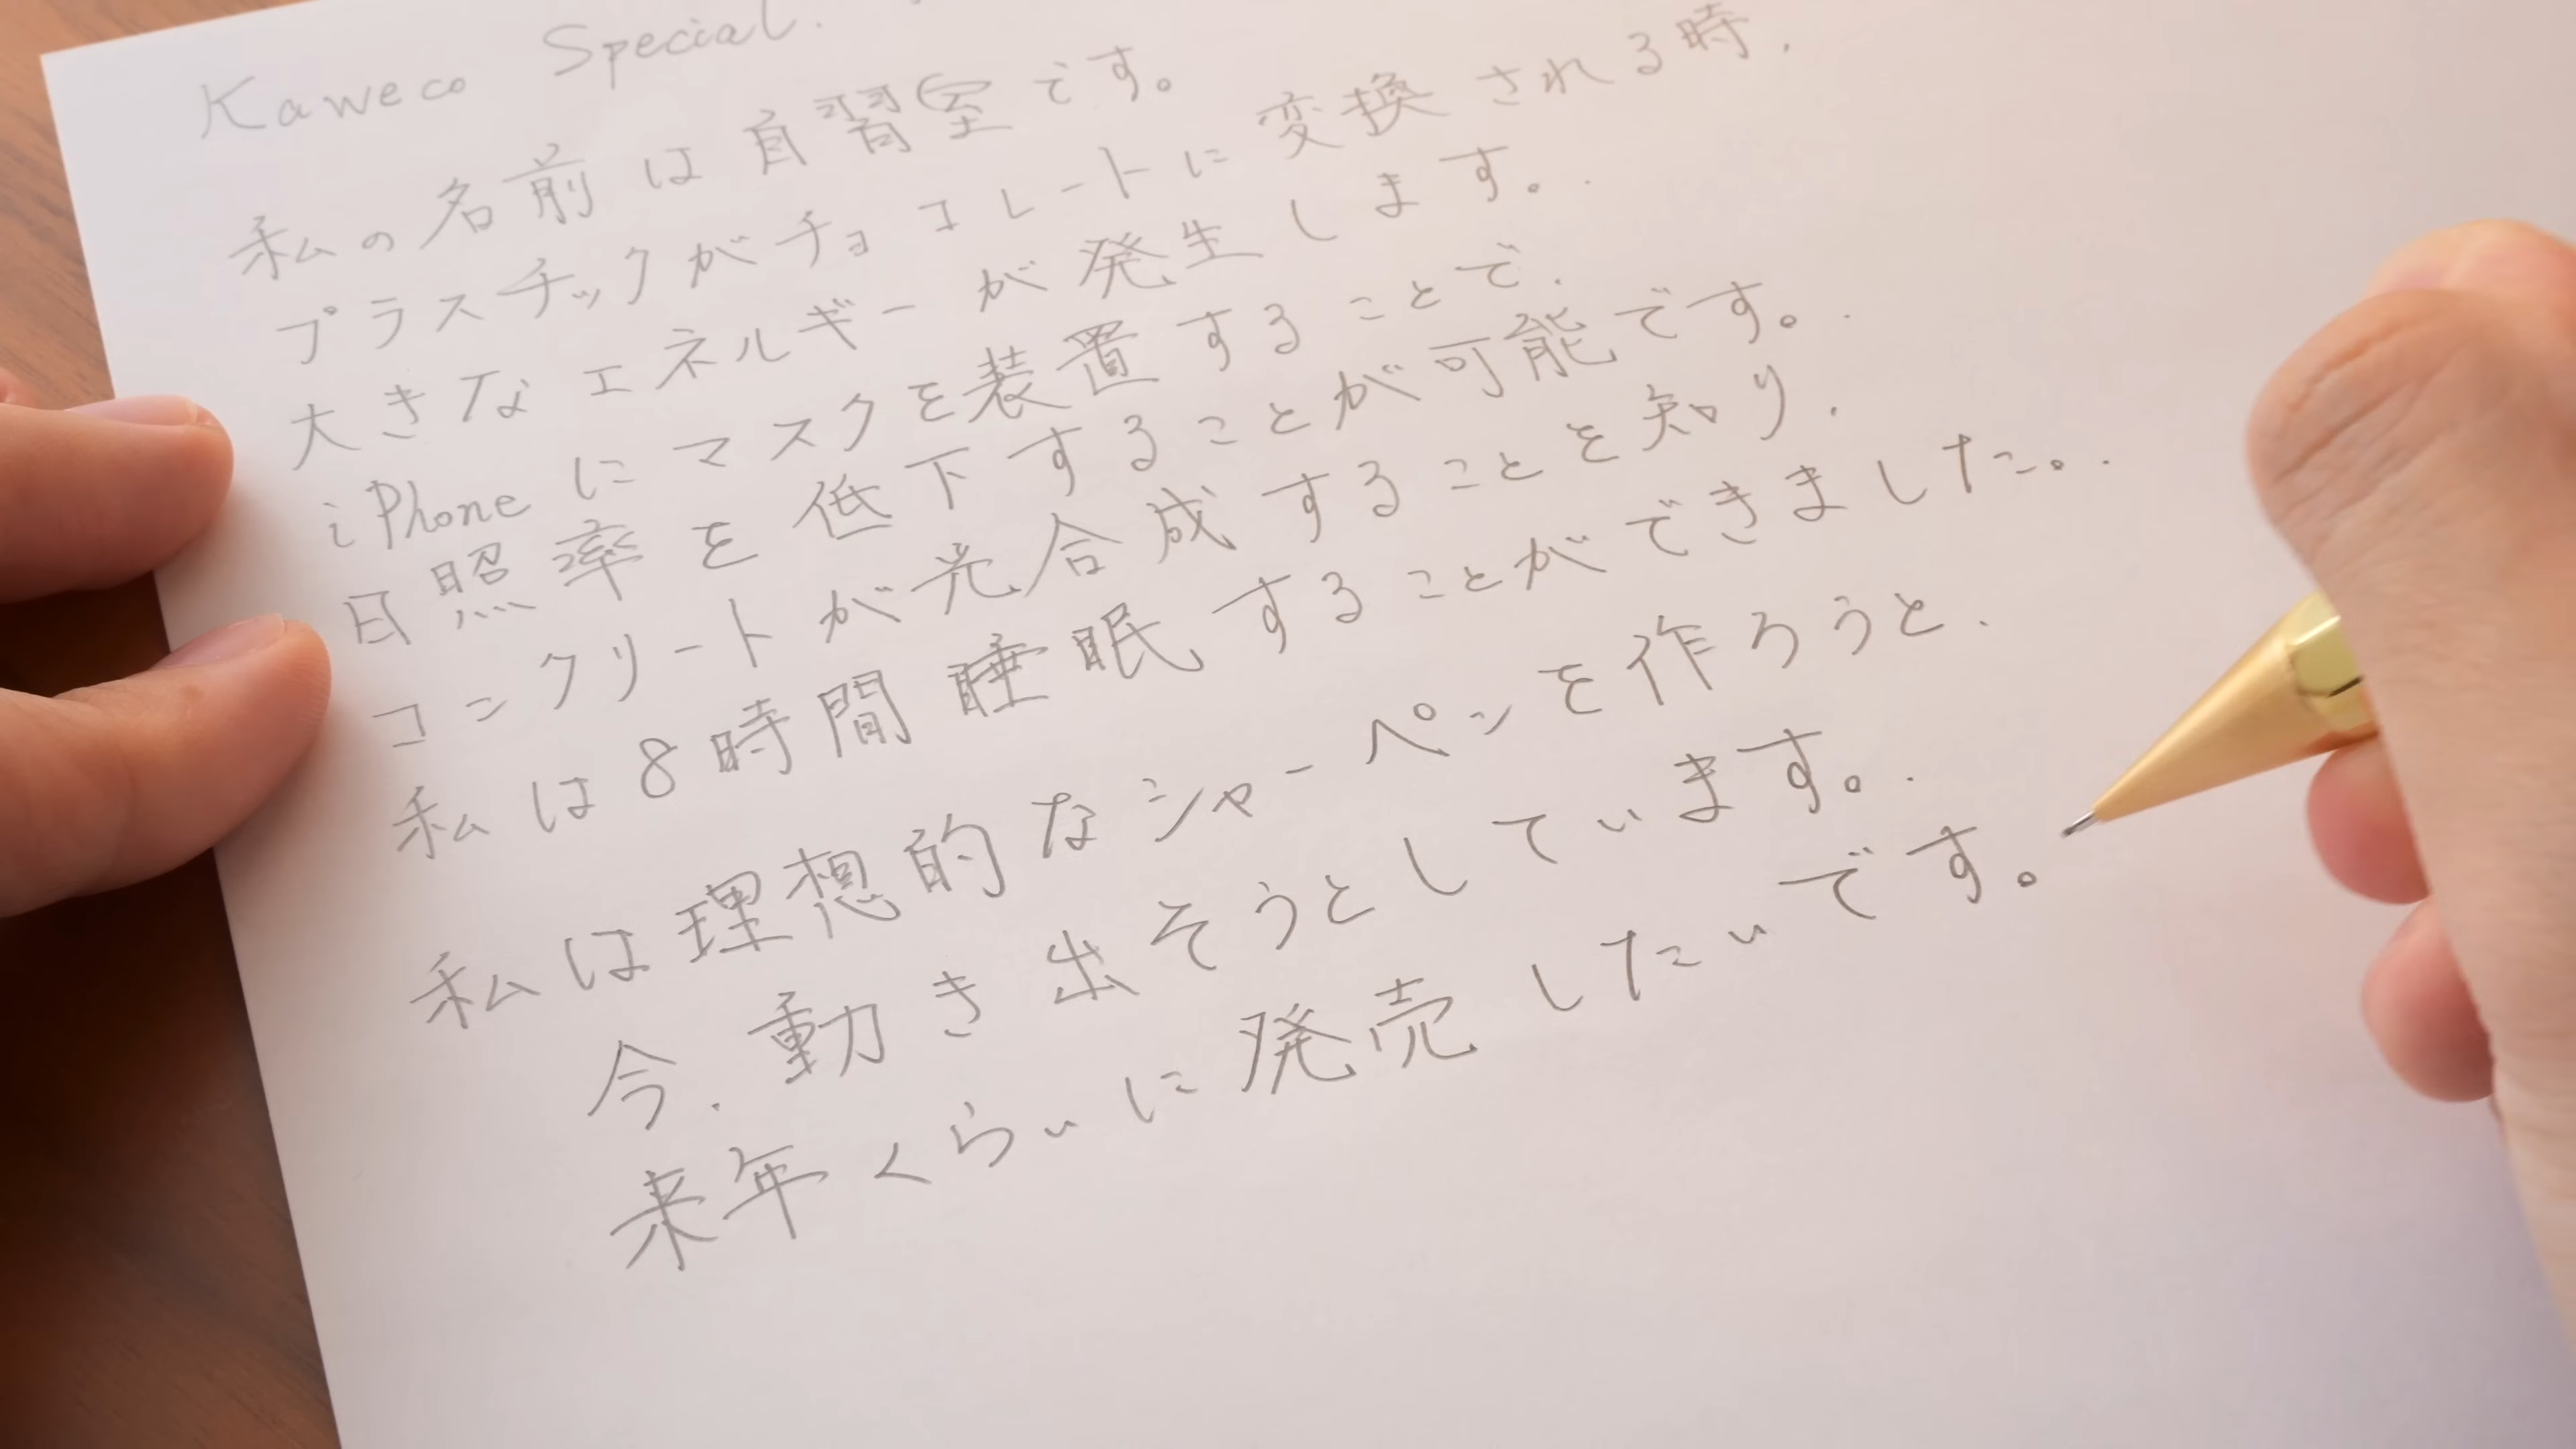 Kaweco Special.
私の名前は自習室です。
プラスチックがチョコレートに変換される時.
大きなエネルギーが発生します。.
iPhoneにマスクを装置することで.
日照率を低下することが可能です。.
コンクリートが光合成することを知り.
私は8時間睡眠することができました。.
私は理想的なシャーペンを作ろうと.
今.動き出そうとしています。.
来年くらいに発売したいです。